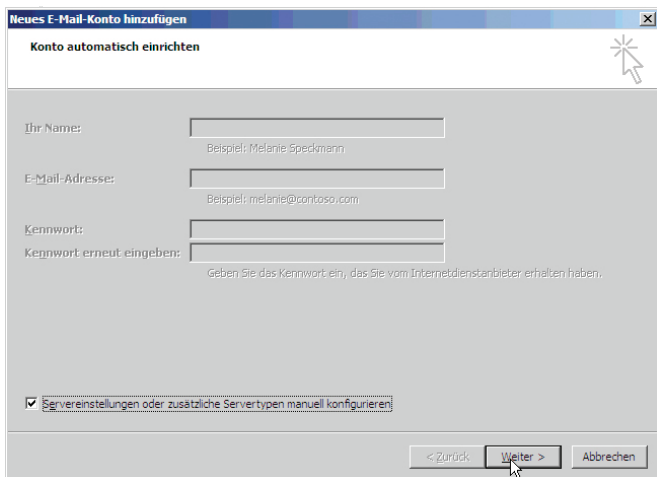 Neues E-Mail-Konto hinzufügen
Konto automatisch einrichten
Ihr Name:
Beispiel: Melanie Speckmann
E-Mail-Adresse:
Beispiel: melanie@contoso.com
Kennwort:
Kennwort erneut eingeben:
Geben Sie das Kennwort ein, das Sie vom Internetdienstanbieter erhalten haben.
Servereinstellungen oder zusätzliche Servertypen manuell konfigurieren
< Zurück Weiter > Abbrechen